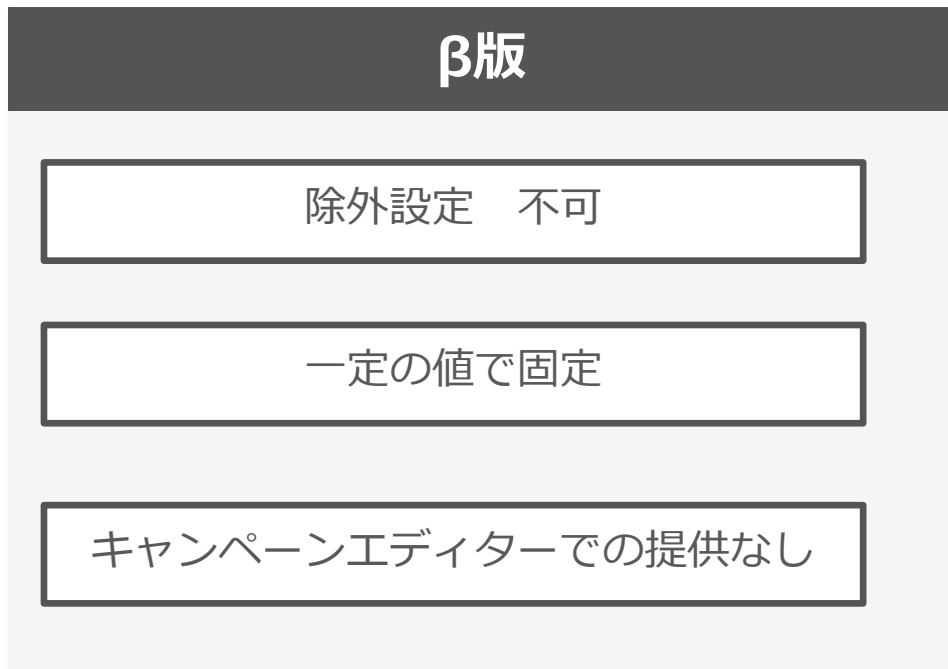 β版
除外設定　不可
一定の値で固定
キャンペーンエディターでの提供なし